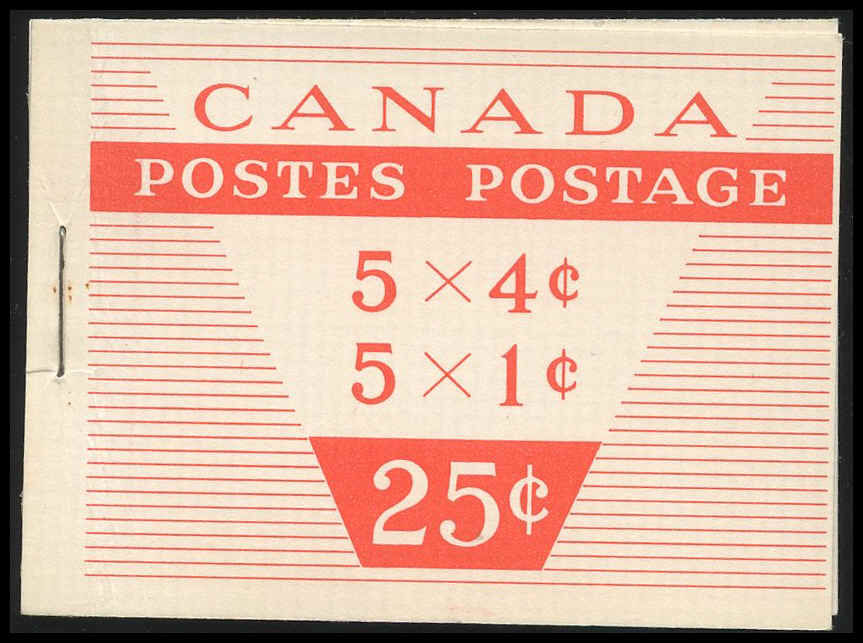 CANADA
POSTES POSTAGE
5 × 4¢
5 × 1¢
25¢